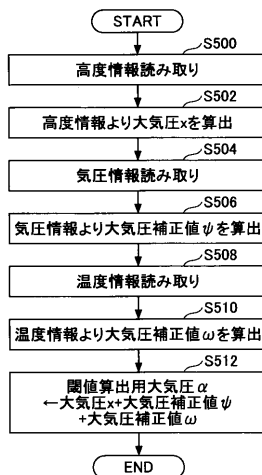 START
S500
高度情報読み取り
S502
高度情報より大気圧xを算出
S504
気圧情報読み取り
S506
気圧情報より大気圧補正値ψを算出
S508
温度情報読み取り
S510
温度情報より大気圧補正値ωを算出
S512
閾値算出用大気圧α
←大気圧x+大気圧補正値ψ
+大気圧補正値ω
END